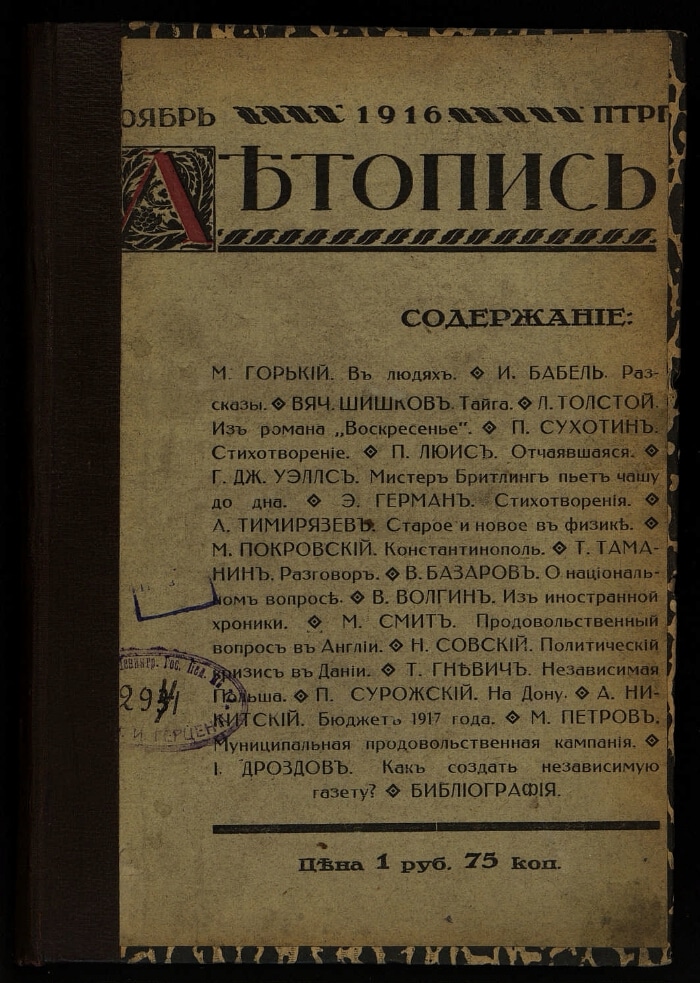 ОЯБРЬ 1916 ПТРГ
ЛѢТОПИСЬ
СОДЕРЖАНІЕ:
М. ГОРЬКІЙ. Въ людяхъ. ◇ И. БАБЕЛЬ. Раз-
сказы. ◇ ВЯЧ. ШИШКОВЪ. Тайга. ◇ Л. ТОЛСТОЙ.
Изъ романа „Воскресенье". ◇ П. СУХОТИНЪ.
Стихотвореніе. ◇ П. ЛЮИСЪ. Отчаявшаяся. ◇
Г. ДЖ. УЭЛЛСЪ. Мистеръ Бритлингъ пьетъ чашу
до дна. ◇ Э. ГЕРМАНЪ. Стихотворенія. ◇
А. ТИМИРЯЗЕВЪ. Старое и новое въ физикѣ. ◇
М. ПОКРОВСКІЙ. Константинополь. ◇ Т. ТАМА-
НИНЪ. Разговоръ. ◇ В. БАЗАРОВЪ. О національ-
номъ вопросѣ. ◇ В. ВОЛГИНЪ. Изъ иностранной
хроники. ◇ М. СМИТЪ. Продовольственный
вопросъ въ Англіи. ◇ Н. СОВСКІЙ. Политическій
кризисъ въ Даніи. ◇ Т. ГНѢВИЧЪ. Независимая
Польша. ◇ П. СУРОЖСКІЙ. На Дону. ◇ А. НИ-
КИТСКІЙ. Бюджетъ 1917 года. ◇ М. ПЕТРОВЪ.
Муниципальная продовольственная кампанія. ◇
І. ДРОЗДОВЪ. Какъ создать независимую
газету? ◇ БИБЛІОГРАФІЯ.
Гос. Пед.
ГЕРЦЕН
Цѣна 1 руб. 75 коп.